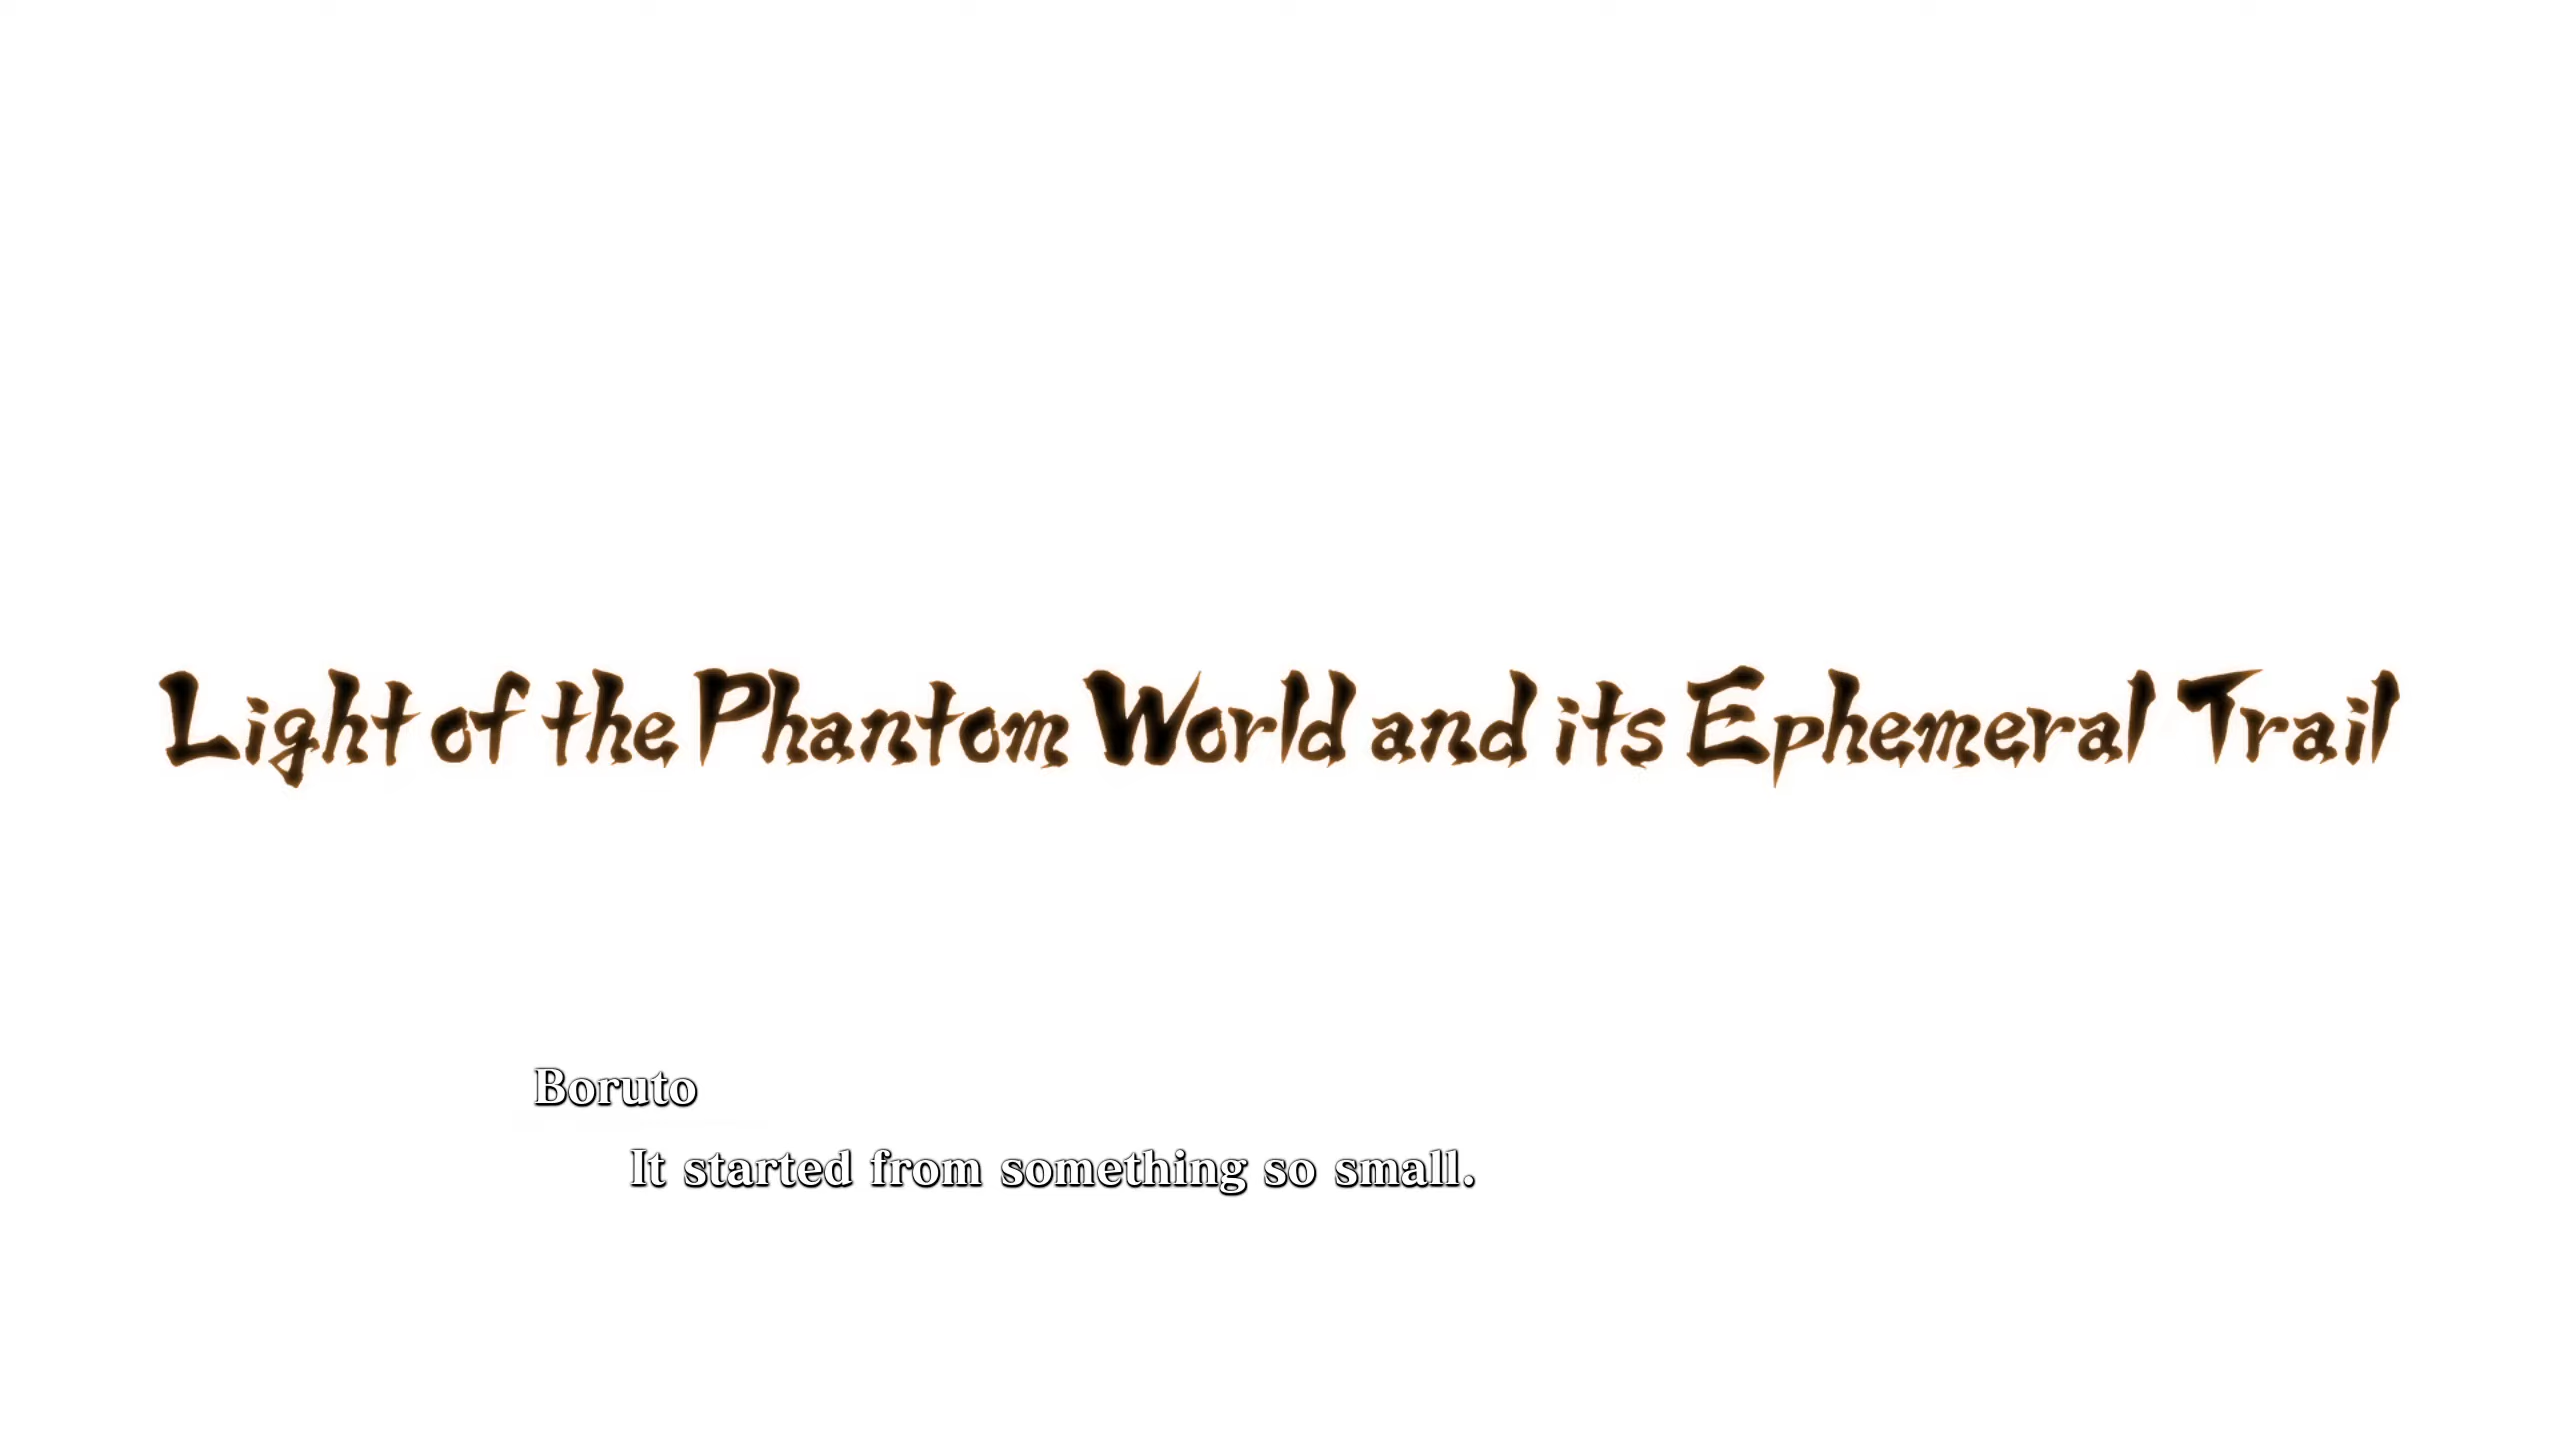 Light of the Phantom World and its Ephemeral Trail
Boruto
It started from something so small.